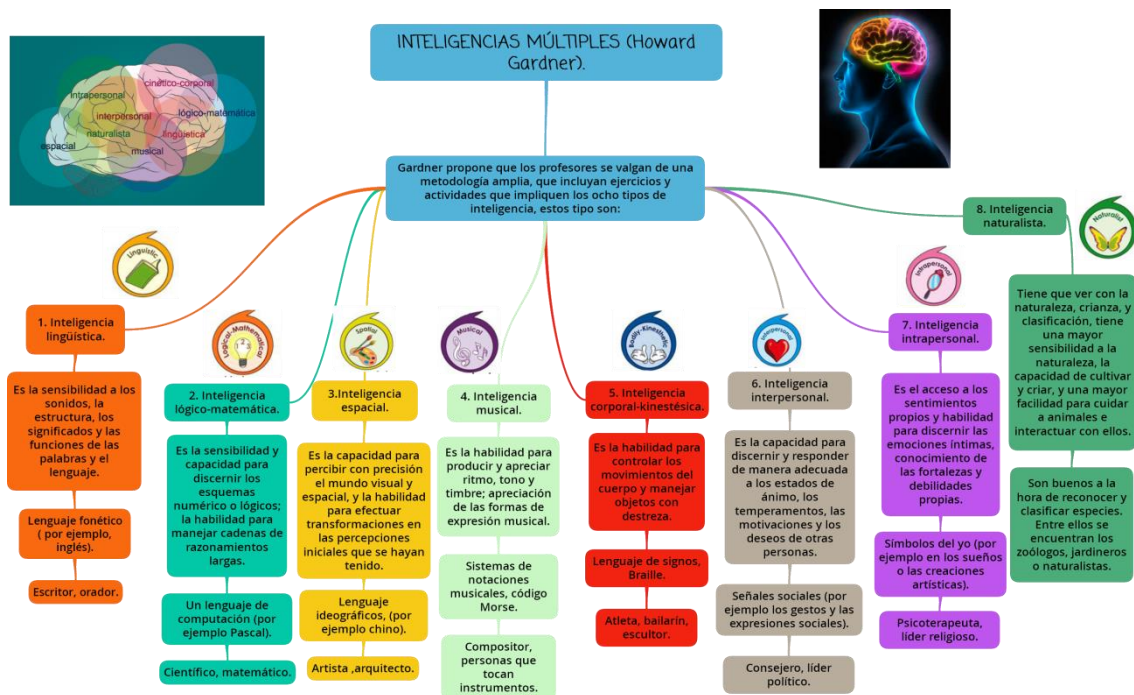 INTELIGENCIAS MÚLTIPLES (Howard
Gardner).
intrapersonal
cinético-corporal
interpersonal
lógico-matemática
naturalista
lingüística
espacial
musical
Gardner propone que los profesores se valgan de una
metodología amplia, que incluyan ejercicios y
actividades que impliquen los ocho tipos de
inteligencia, estos tipo son:
Linguistic
1. Inteligencia
lingüística.
Es la sensibilidad a los
sonidos, la
estructura, los
significados y las
funciones de las
palabras y el
lenguaje.
Lenguaje fonético
( por ejemplo,
inglés).
Escritor, orador.
Logical-Mathematical
2. Inteligencia
lógico-matemática.
Es la sensibilidad y
capacidad para
discernir los
esquemas
numérico o lógicos;
la habilidad para
manejar cadenas de
razonamientos
largas.
Un lenguaje de
computación (por
ejemplo Pascal).
Científico, matemático.
Spatial
3.Inteligencia
espacial.
Es la capacidad para
percibir con precisión
el mundo visual y
espacial, y la habilidad
para efectuar
transformaciones en
las percepciones
iniciales que se hayan
tenido.
Lenguaje
ideográficos, (por
ejemplo chino).
Artista ,arquitecto.
Musical
4. Inteligencia
musical.
Es la habilidad para
producir y apreciar
ritmo, tono y
timbre; apreciación
de las formas de
expresión musical.
Sistemas de
notaciones
musicales, código
Morse.
Compositor,
personas que
tocan
instrumentos.
Bodily-Kinesthetic
5. Inteligencia
corporal-kinestésica.
Es la habilidad para
controlar los
movimientos del
cuerpo y manejar
objetos con
destreza.
Lenguaje de signos,
Braille.
Atleta, bailarín,
escultor.
Interpersonal
6. Inteligencia
interpersonal.
Es la capacidad para
discernir y responder
de manera adecuada
a los estados de
ánimo, los
temperamentos, las
motivaciones y los
deseos de otras
personas.
Señales sociales (por
ejemplo los gestos y las
expresiones sociales).
Consejero, líder
político.
Intrapersonal
7. Inteligencia
intrapersonal.
Es el acceso a los
sentimientos
propios y habilidad
para discernir las
emociones íntimas,
conocimiento de
las fortalezas y
debilidades
propias.
Símbolos del yo (por
ejemplo en los sueños
o las creaciones
artísticas).
Psicoterapeuta,
líder religioso.
Naturalist
8. Inteligencia
naturalista.
Tiene que ver con la
naturaleza, crianza, y
clasificación, tiene
una mayor
sensibilidad a la
naturaleza, la
capacidad de cultivar
y criar, y una mayor
facilidad para cuidar
a animales e
interactuar con ellos.
Son buenos a la
hora de reconocer y
clasificar especies.
Entre ellos se
encuentran los
zoólogos, jardineros
o naturalistas.